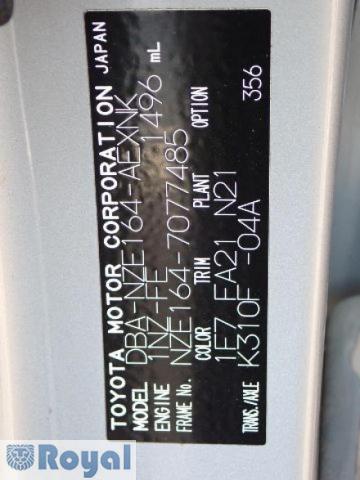 TOYOTA MOTOR CORPORATION JAPAN
MODEL DBA-NZE164-AEXNK
ENGINE 1NZ-FE 1496 mL
FRAME No. NZE164-7077485
COLOR TRIM PLANT OPTION
1E7 FA21 N21
TRANS./AXLE K310F -04A 356
Royal